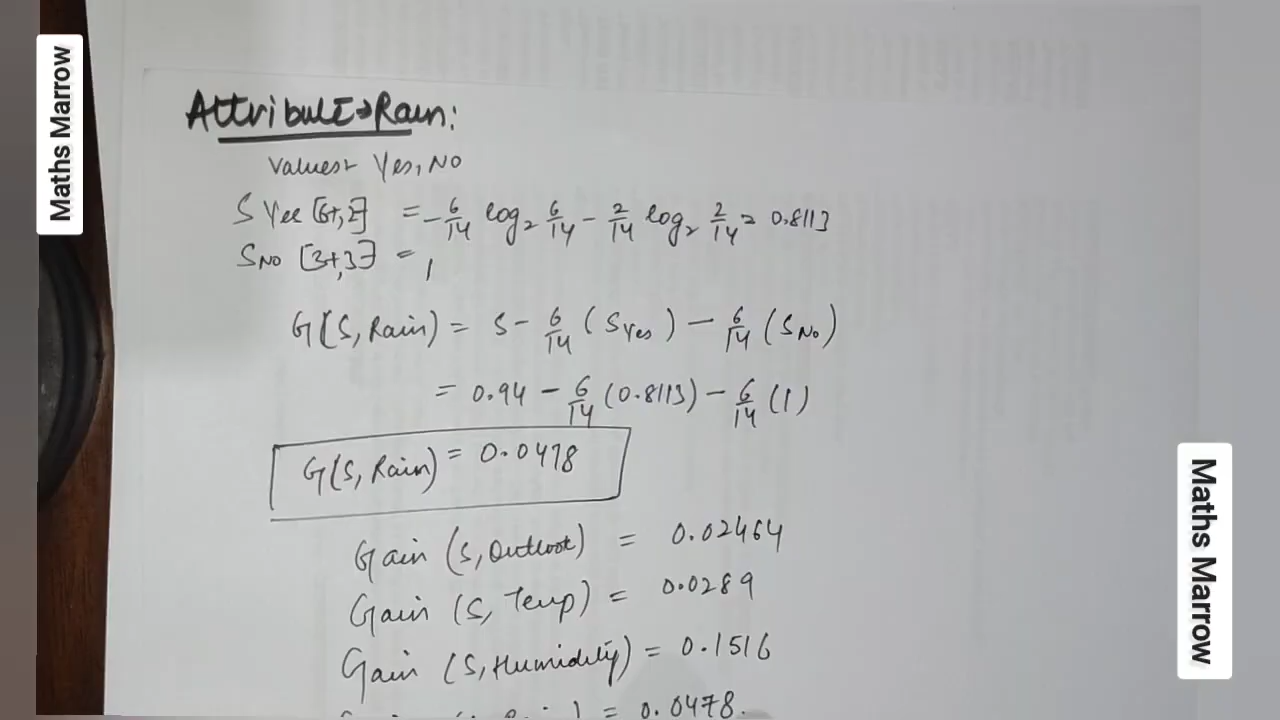 Maths Marrow
Attribute→Rain:
Values→ Yes, No
S Yes [6+, 2-] = -6/14 log₂ 6/14 - 2/14 log₂ 2/14 = 0.8113
S No [3+, 3-] = 1
G(S, Rain) = S - 6/14 (S Yes) - 6/14 (S No)
= 0.94 - 6/14 (0.8113) - 6/14 (1)
G(S, Rain) = 0.0478
Gain (S, Outlook) = 0.02464
Gain (S, Temp) = 0.0289
Gain (S, Humidity) = 0.1516
= 0.0478.
Maths Marrow